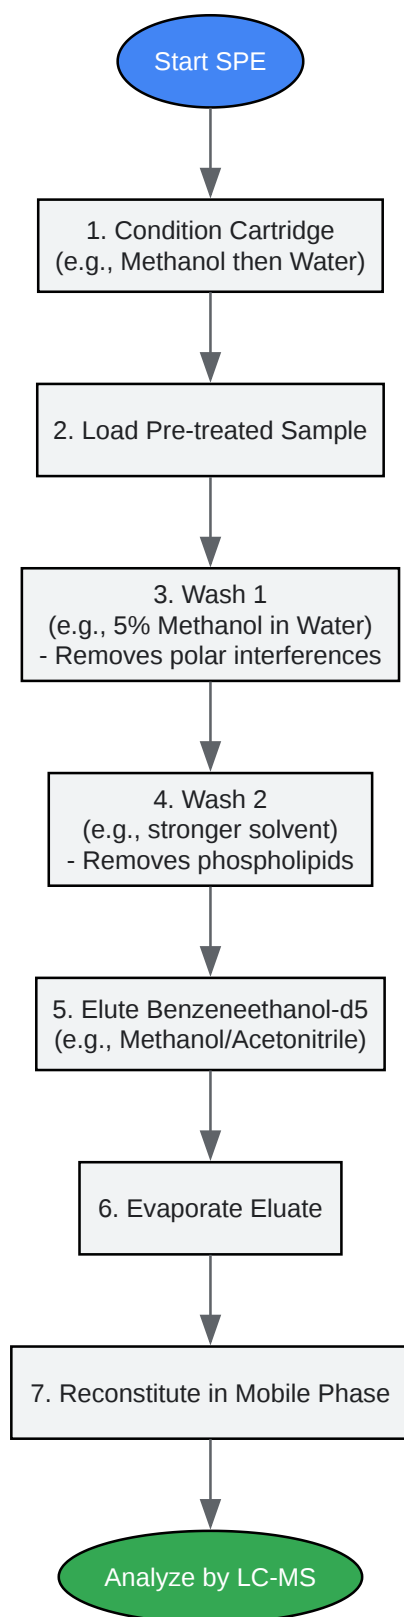 Start SPE
1. Condition Cartridge
(e.g., Methanol then Water)
2. Load Pre-treated Sample
3. Wash 1
(e.g., 5% Methanol in Water)
- Removes polar interferences
4. Wash 2
(e.g., stronger solvent)
- Removes phospholipids
5. Elute Benzeneethanol-d5
(e.g., Methanol/Acetonitrile)
6. Evaporate Eluate
7. Reconstitute in Mobile Phase
Analyze by LC-MS